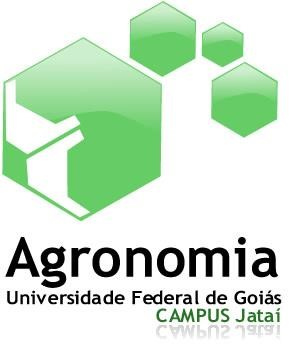 Agronomia
Universidade Federal de Goiás
CAMPUS Jataí